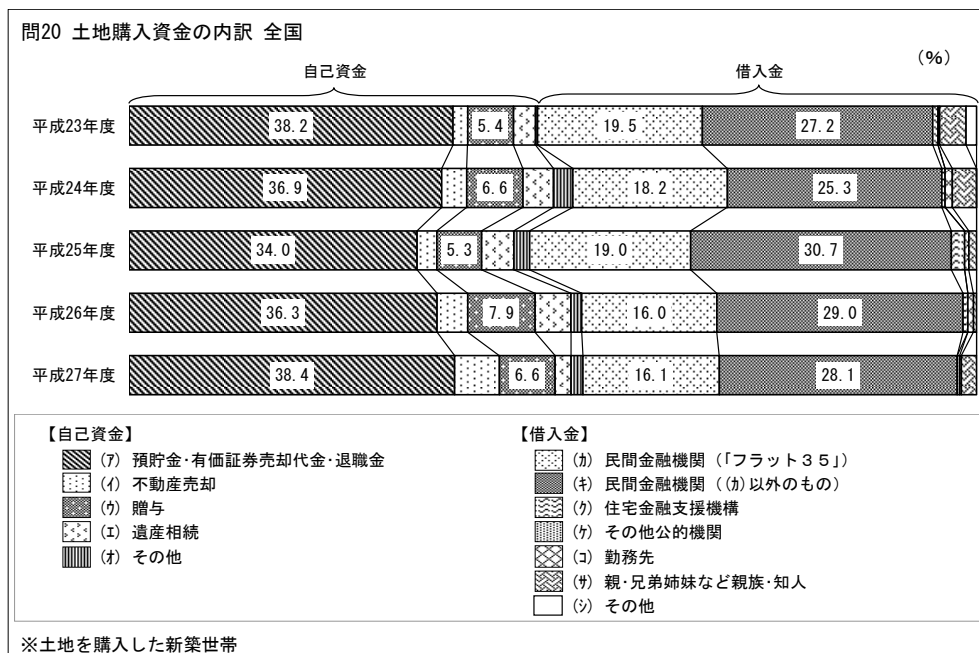 問20 土地購入資金の内訳 全国
(%)
自己資金 借入金
平成23年度 38.2 5.4 19.5 27.2
平成24年度 36.9 6.6 18.2 25.3
平成25年度 34.0 5.3 19.0 30.7
平成26年度 36.3 7.9 16.0 29.0
平成27年度 38.4 6.6 16.1 28.1
【自己資金】
(ｱ) 預貯金･有価証券売却代金･退職金
(ｲ) 不動産売却
(ｳ) 贈与
(ｴ) 遺産相続
(ｵ) その他
【借入金】
(ｶ) 民間金融機関（｢フラット３５｣）
(ｷ) 民間金融機関（(ｶ)以外のもの）
(ｸ) 住宅金融支援機構
(ｹ) その他公的機関
(ｺ) 勤務先
(ｻ) 親･兄弟姉妹など親族･知人
(ｼ) その他
※土地を購入した新築世帯